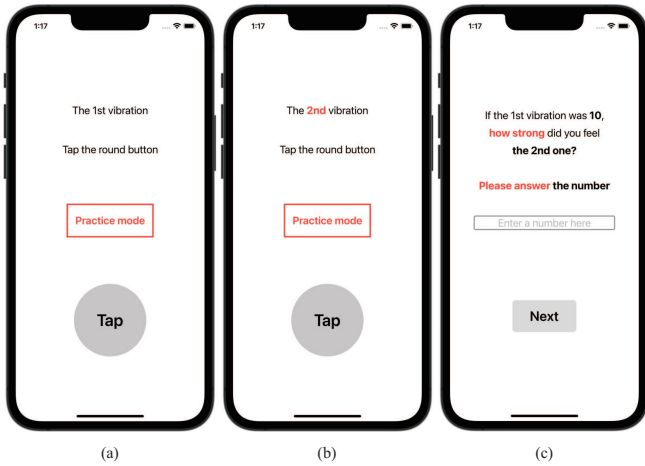 1:17
The 1st vibration
Tap the round button
Practice mode
Tap
(a)
1:17
The 2nd vibration
Tap the round button
Practice mode
Tap
(b)
1:17
If the 1st vibration was 10,
how strong did you feel
the 2nd one?
Please answer the number
Enter a number here
Next
(c)